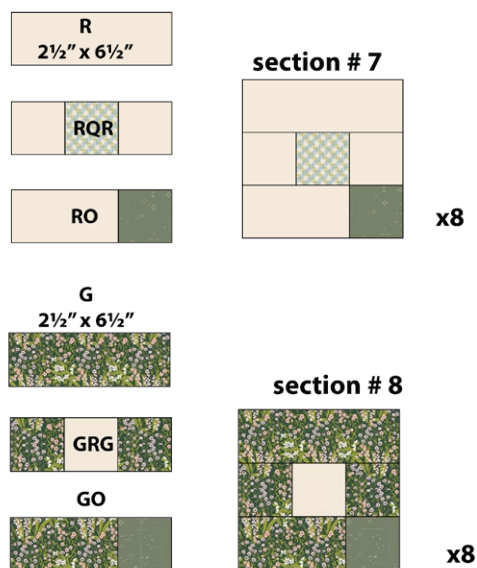 R
2½” x 6½”
section # 7
RQR
RO
x8
G
2½” x 6½”
section # 8
GRG
GO
x8